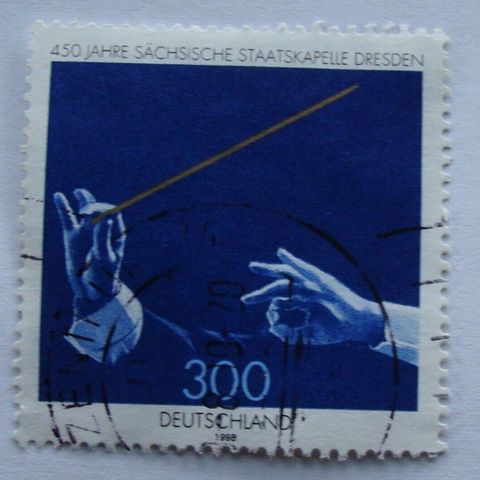 450 JAHRE SÄCHSISCHE STAATSKAPELLE DRESDEN
300
DEUTSCHLAND
1998